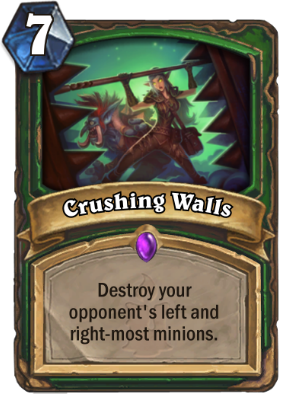 7
Crushing Walls
Destroy your
opponent's left and
right-most minions.